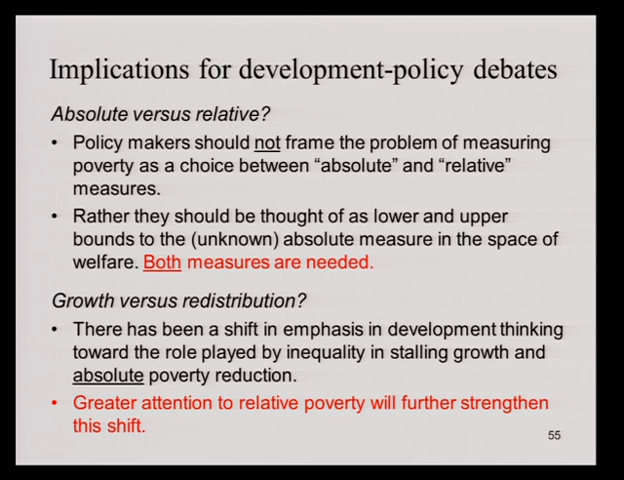 Implications for development-policy debates
Absolute versus relative?
• Policy makers should not frame the problem of measuring
poverty as a choice between “absolute” and “relative”
measures.
• Rather they should be thought of as lower and upper
bounds to the (unknown) absolute measure in the space of
welfare. Both measures are needed.
Growth versus redistribution?
• There has been a shift in emphasis in development thinking
toward the role played by inequality in stalling growth and
absolute poverty reduction.
• Greater attention to relative poverty will further strengthen
this shift.
55